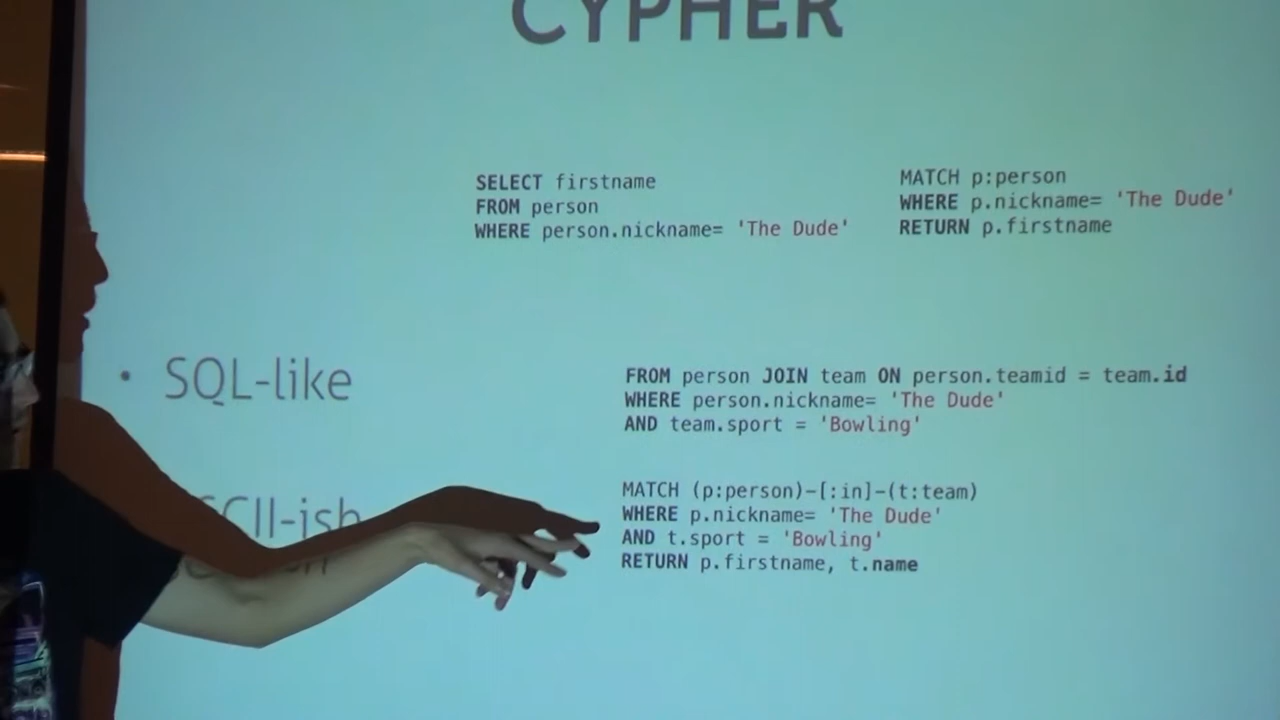 CYPHER
SELECT firstname
FROM person
WHERE person.nickname= 'The Dude'
MATCH p:person
WHERE p.nickname= 'The Dude'
RETURN p.firstname
• SQL-like
FROM person JOIN team ON person.teamid = team.id
WHERE person.nickname= 'The Dude'
AND team.sport = 'Bowling'
CII-ish
MATCH (p:person)-[:in]-(t:team)
WHERE p.nickname= 'The Dude'
AND t.sport = 'Bowling'
RETURN p.firstname, t.name